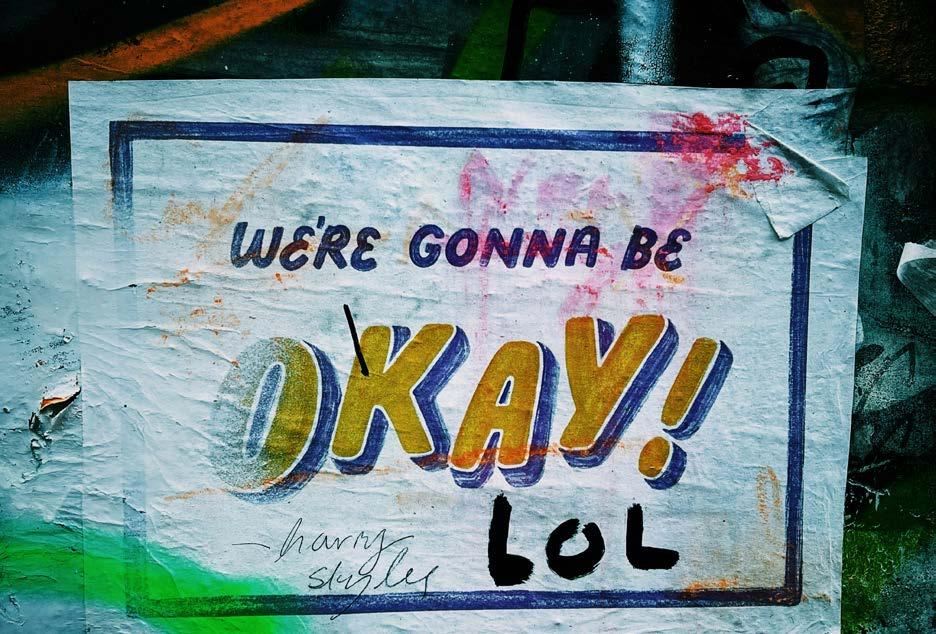 WE'RE GONNA BE
OKAY!
LOL
- harry
styles